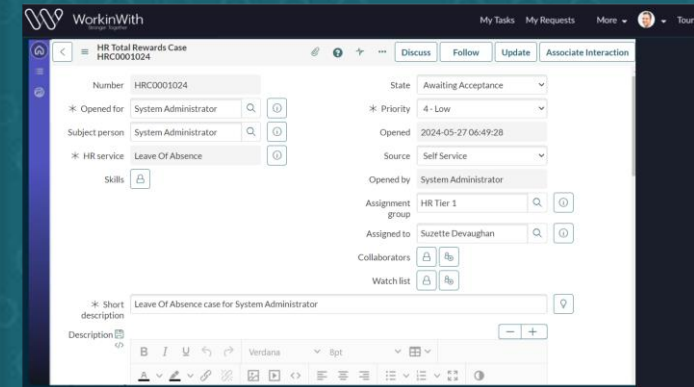 WorkinWith
Stronger Together
My Tasks My Requests More Tour
HR Total Rewards Case
HRC0001024
Discuss Follow Update Associate Interaction
Number HRC0001024
State Awaiting Acceptance
* Opened for System Administrator
* Priority 4 - Low
Subject person System Administrator
Opened 2024-05-27 06:49:28
* HR service Leave Of Absence
Source Self Service
Skills
Opened by System Administrator
Assignment group HR Tier 1
Assigned to Suzette Devaughan
Collaborators
Watch list
* Short description Leave Of Absence case for System Administrator
Description
B I U Verdana 8pt
A